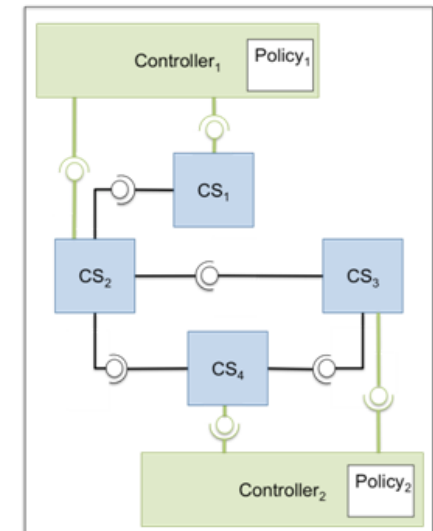 Controller₁
Policy₁
CS₁
CS₂
CS₃
CS₄
Controller₂
Policy₂